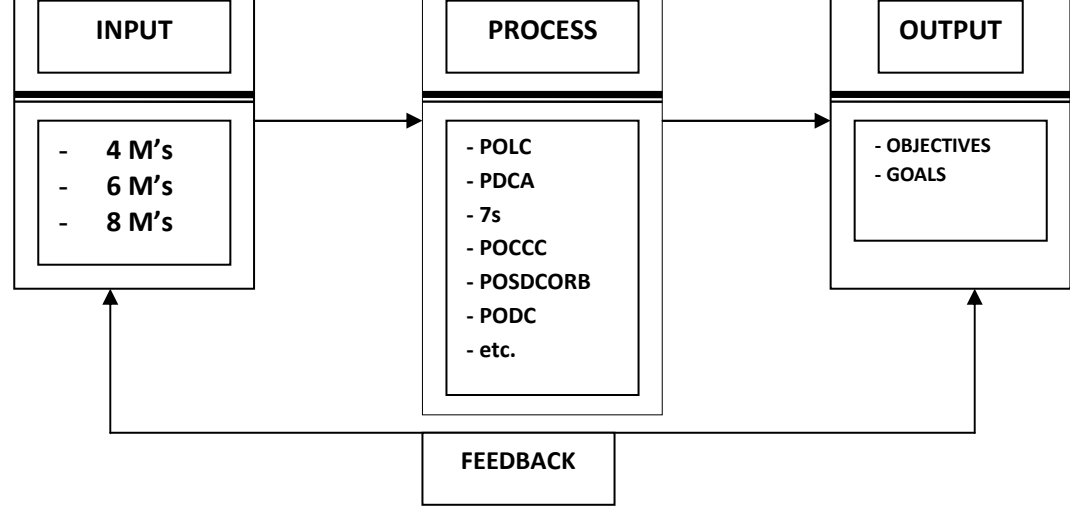 INPUT
- 4 M’s
- 6 M’s
- 8 M’s
PROCESS
- POLC
- PDCA
- 7s
- POCCC
- POSDCORB
- PODC
- etc.
OUTPUT
- OBJECTIVES
- GOALS
FEEDBACK